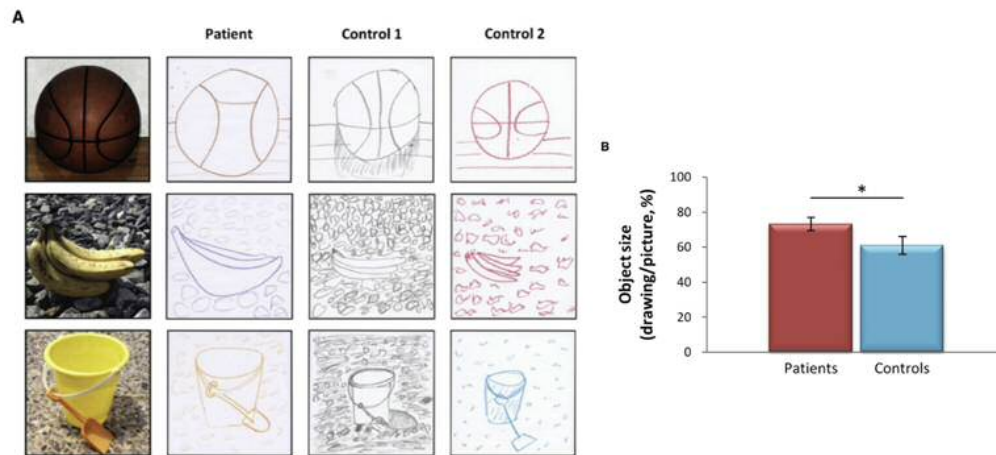 A
Patient
Control 1
Control 2
B
100
80
60
40
20
0
*
Object size
(drawing/picture, %)
Patients
Controls